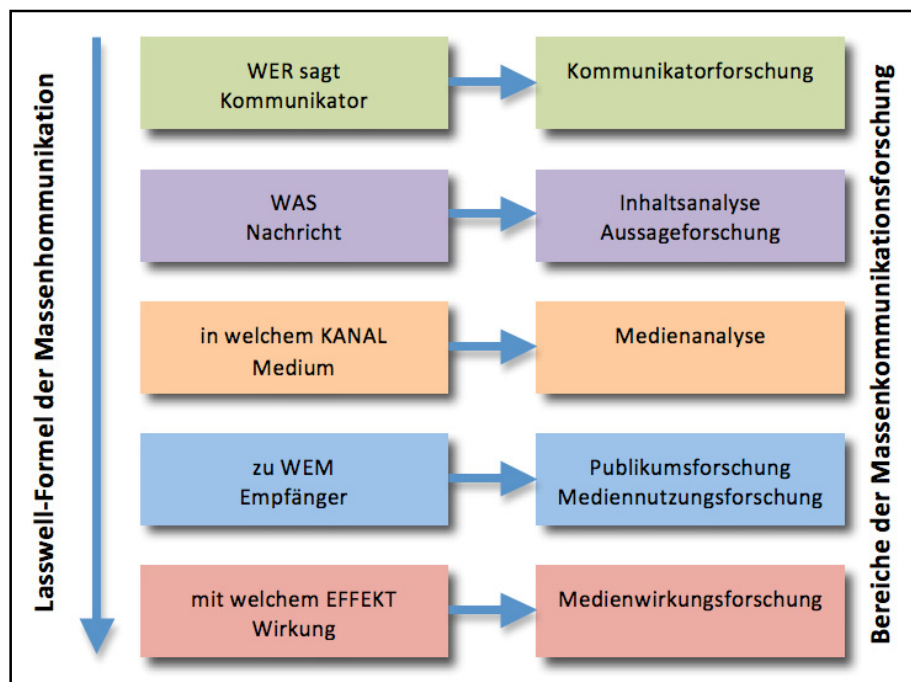 Lasswell-Formel der Massenhommunikation
WER sagt
Kommunikator
Kommunikatorforschung
WAS
Nachricht
Inhaltsanalyse
Aussageforschung
in welchem KANAL
Medium
Medienanalyse
zu WEM
Empfänger
Publikumsforschung
Mediennutzungsforschung
mit welchem EFFEKT
Wirkung
Medienwirkungsforschung
Bereiche der Massenkommunikationsforschung